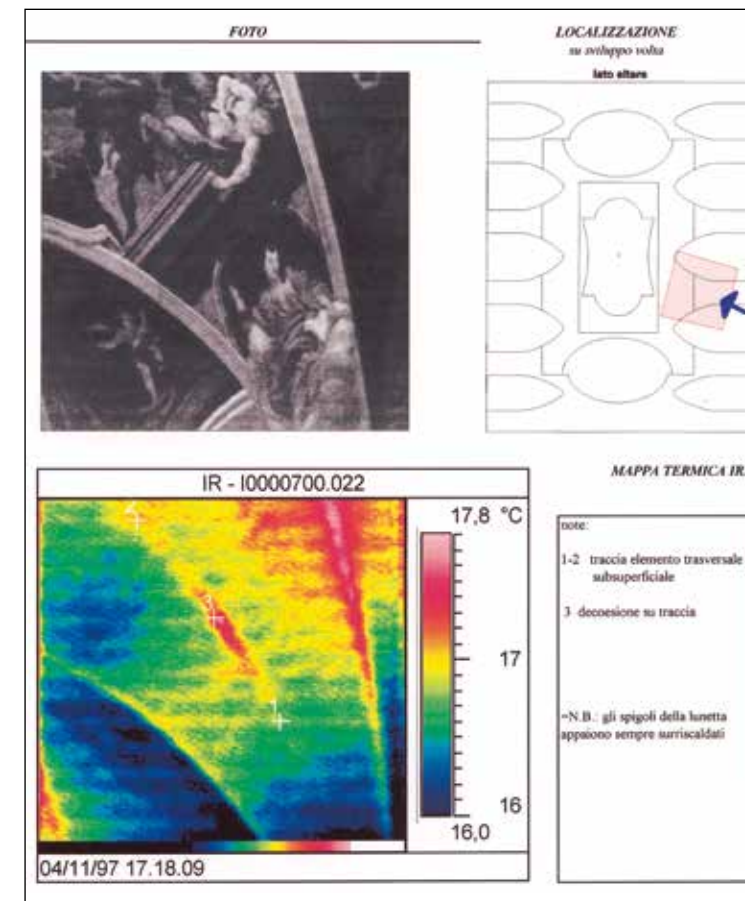 FOTO
LOCALIZZAZIONE
su sviluppo volta
lato altare
IR - I0000700.022
17,8 °C
17
16
16,0
04/11/97 17.18.09
MAPPA TERMICA IR
note:
1-2 traccia elemento trasversale
subsuperficiale
3 decoesione su traccia
=N.B.: gli spigoli della lunetta
appaiono sempre surriscaldati
3
1